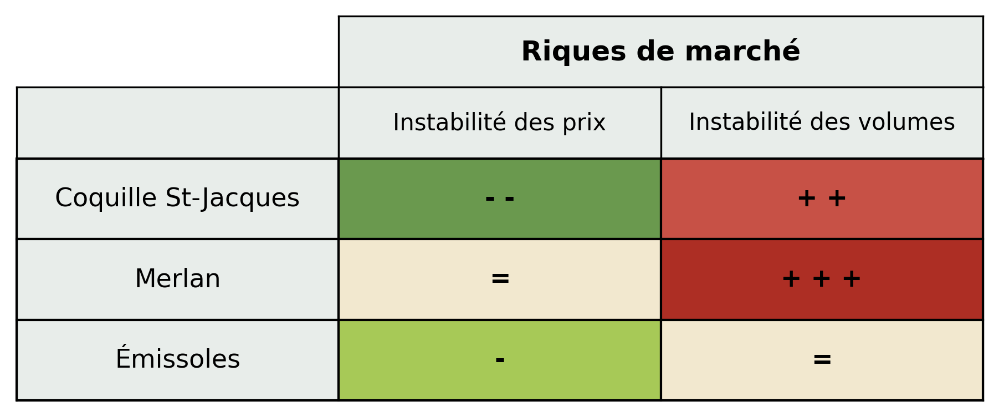 Riques de marché
Instabilité des prix
Instabilité des volumes
Coquille St-Jacques
- -
+ +
Merlan
=
+ + +
Émissoles
-
=